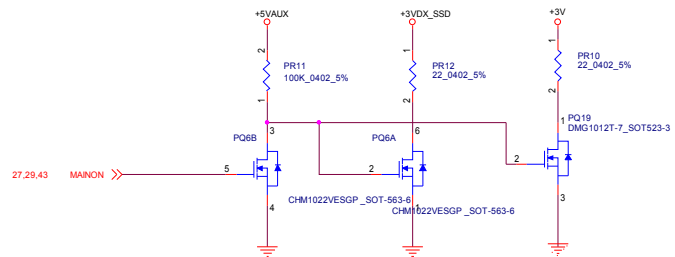 +5VAUX
+3VDX_SSD
+3V
2
1
1
PR11
100K_0402_5%
PR12
22_0402_5%
PR10
22_0402_5%
1
2
2
PQ19
DMG1012T-7_SOT523-3
3
6
1
PQ6B
PQ6A
27,29,43
MAINON
5
2
2
CHM1022VESGP _SOT-563-6
CHM1022VESGP _SOT-563-6
4
1
3